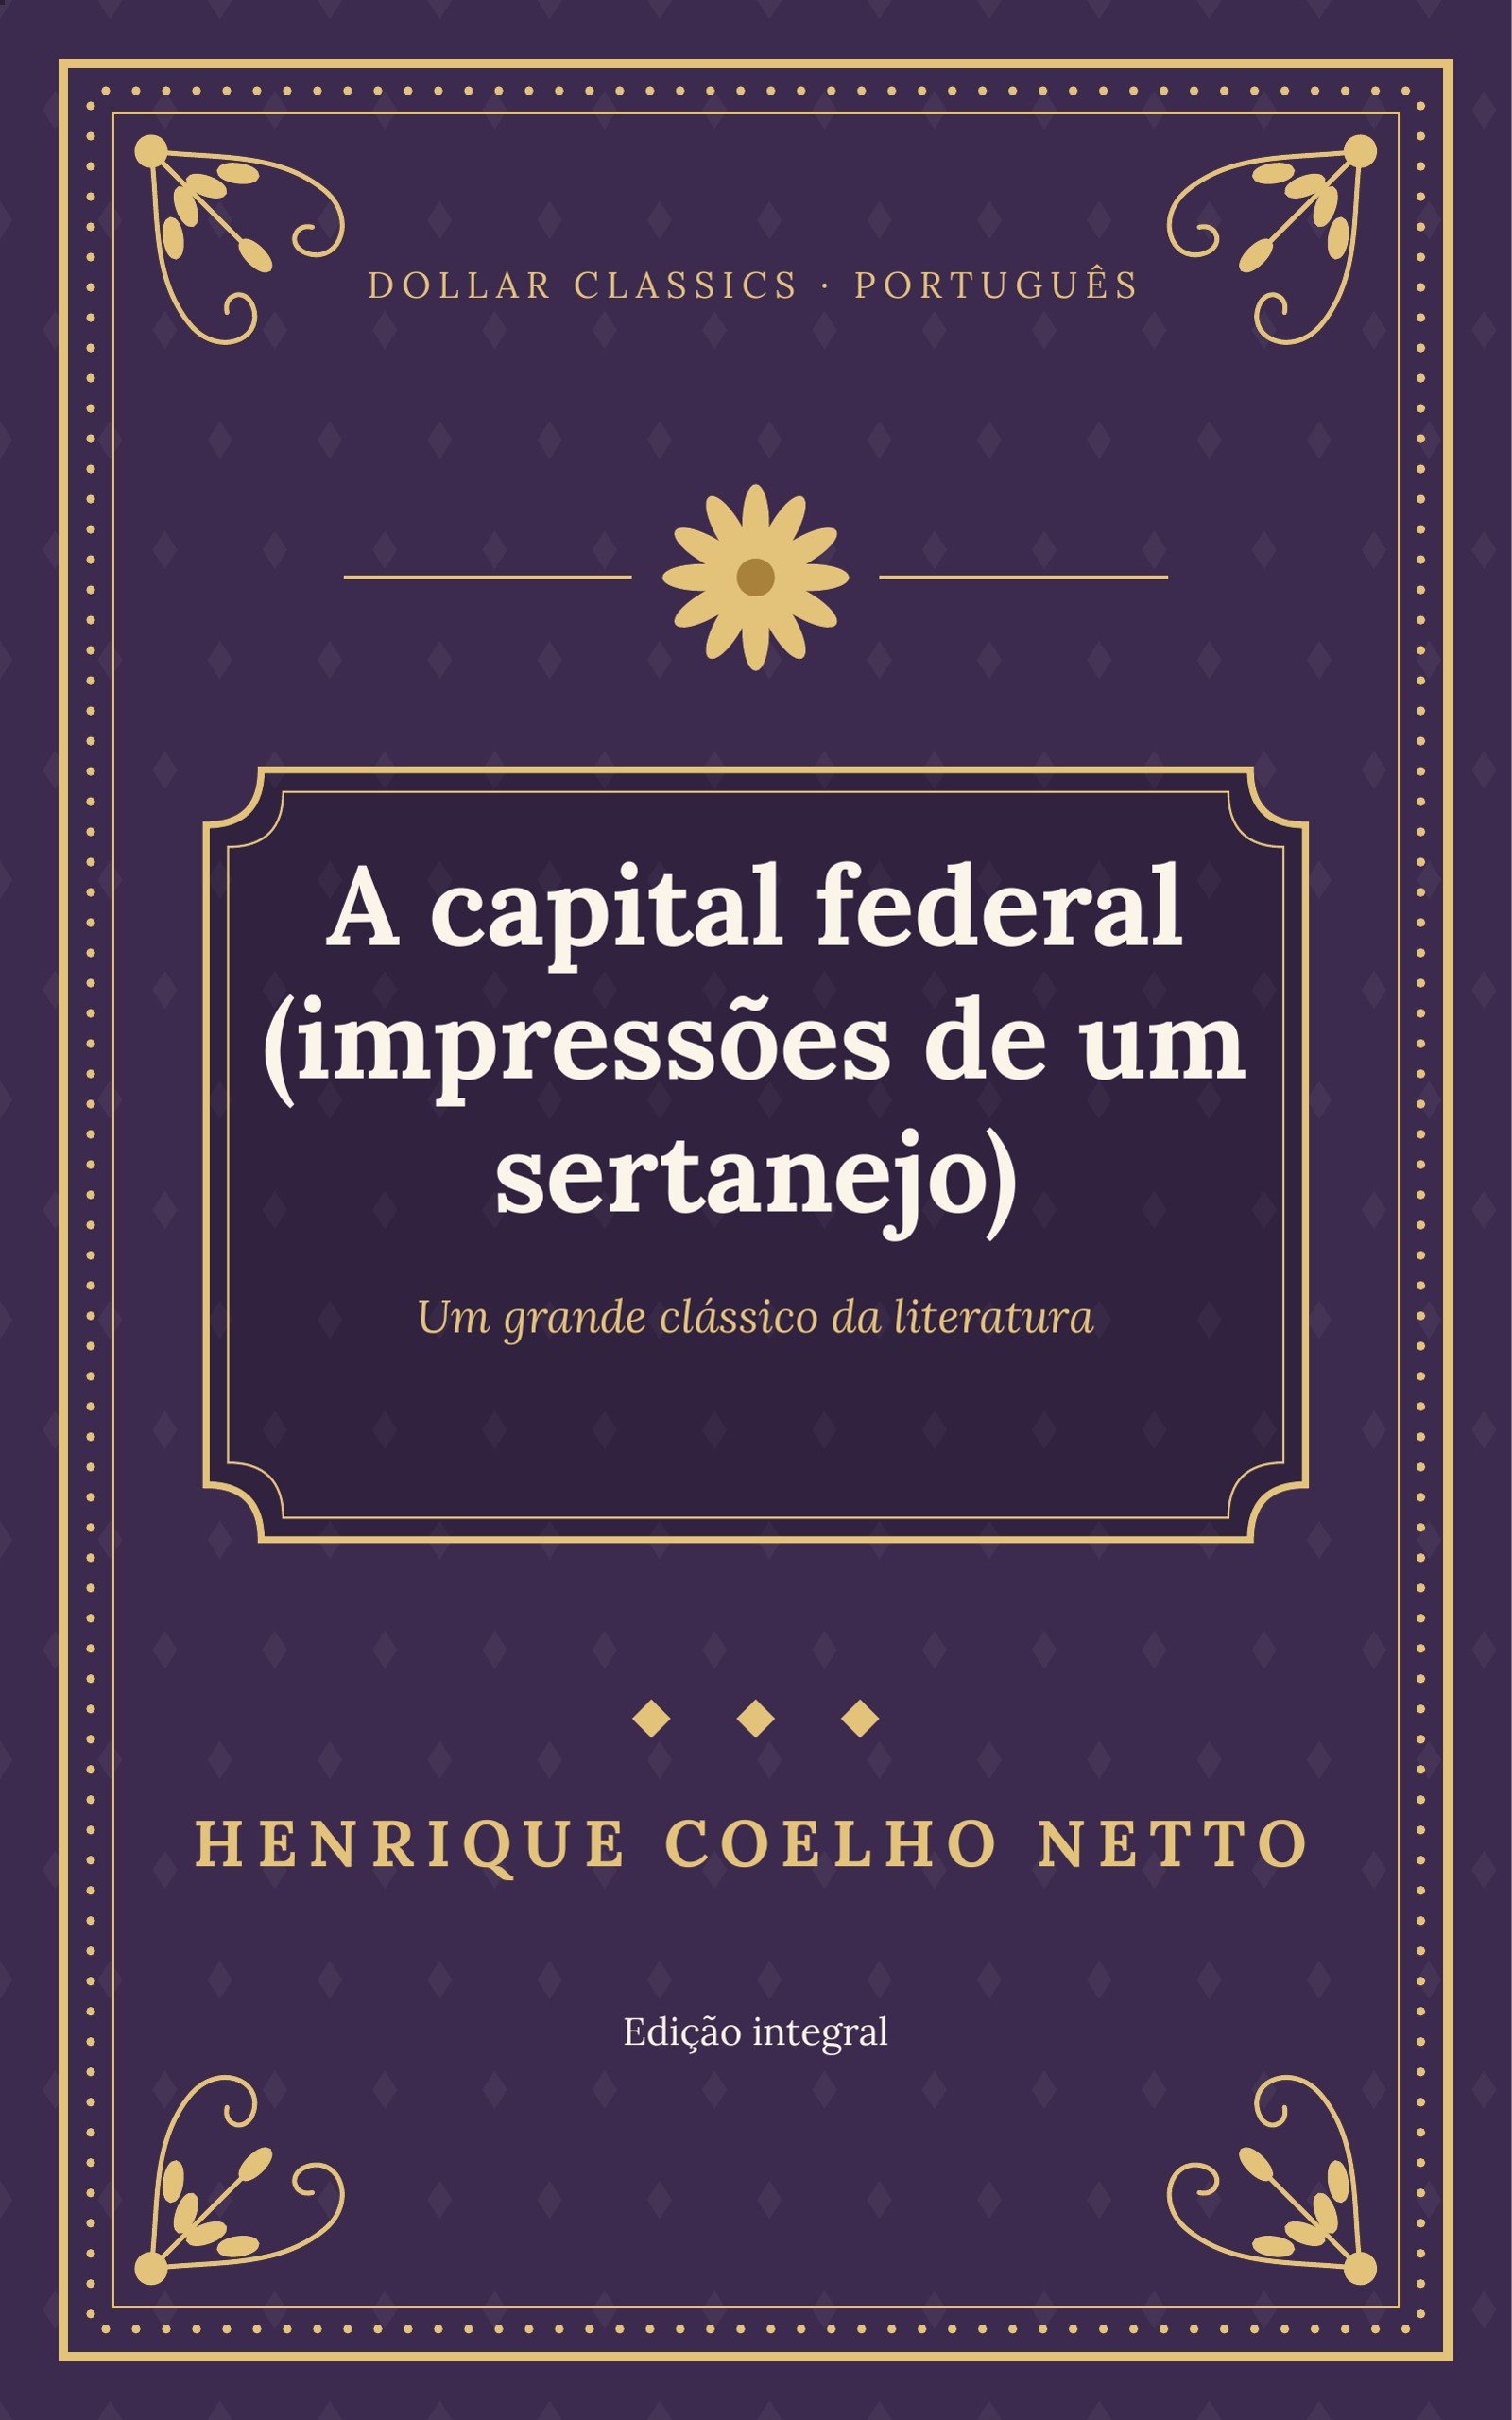 DOLLAR CLASSICS · PORTUGUÊS
A capital federal
(impressões de um
sertanejo)
Um grande clássico da literatura
HENRIQUE COELHO NETTO
Edição integral